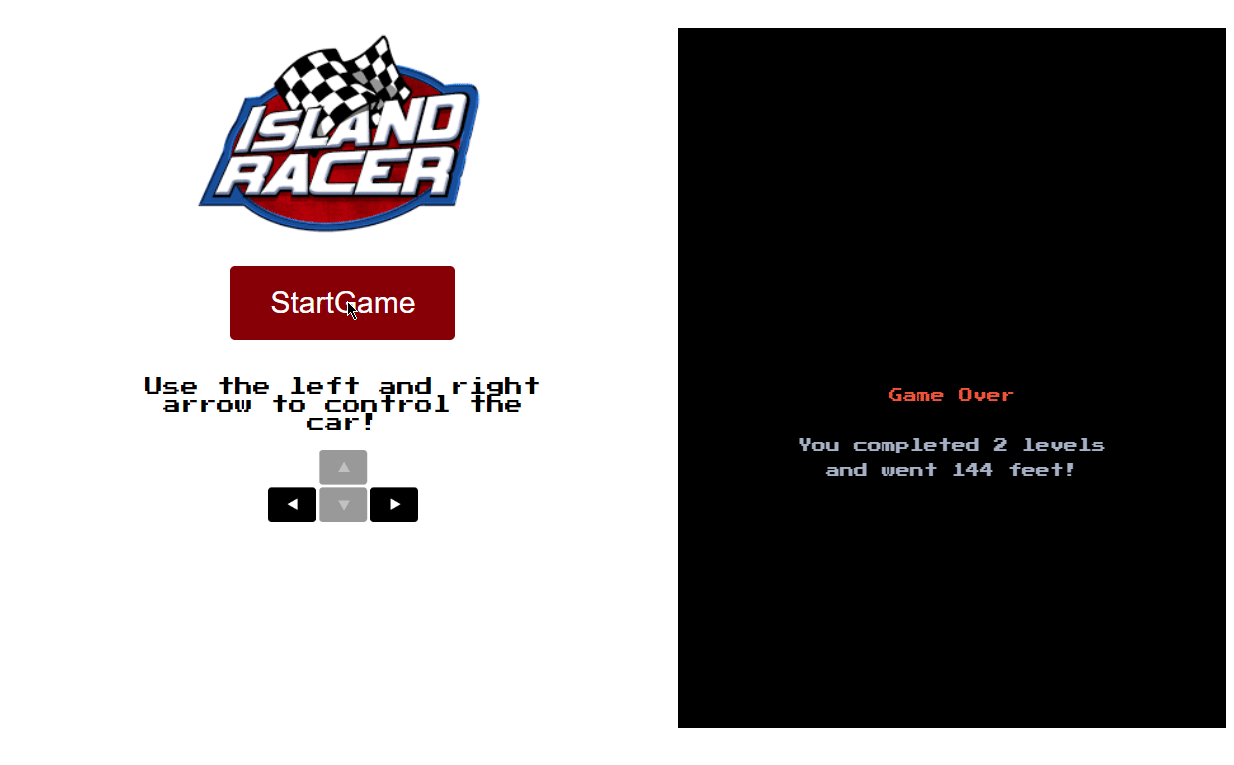 ISLAND
RACER
StartGame
Use the left and right
arrow to control the
car!
Game Over
You completed 2 levels
and went 144 feet!